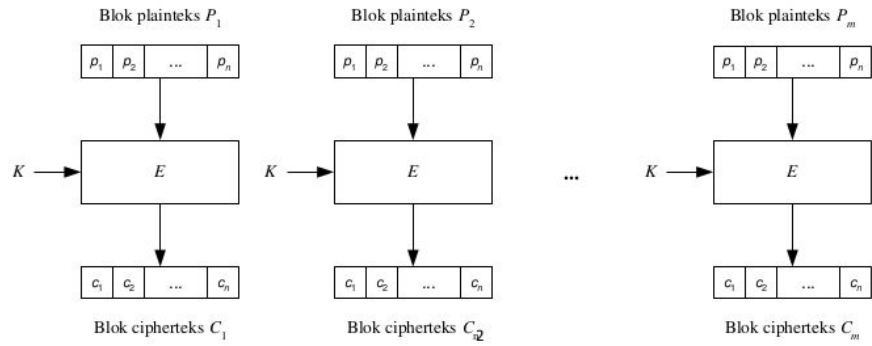 Blok plainteks P₁ Blok plainteks P₂ Blok plainteks Pₘ
p₁ p₂ ... pₙ p₁ p₂ ... pₙ p₁ p₂ ... pₙ
K E K E ... K E
c₁ c₂ ... cₙ c₁ c₂ ... cₙ c₁ c₂ ... cₙ
Blok cipherteks C₁ Blok cipherteks C₂ Blok cipherteks Cₘ